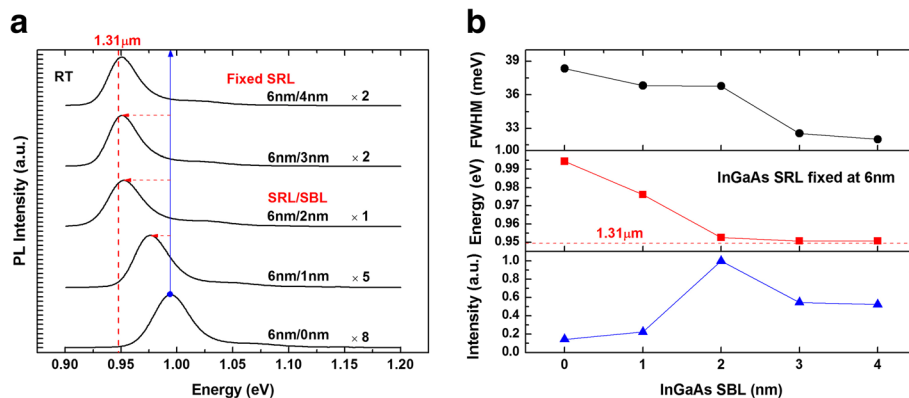 a
1.31μm
RT
Fixed SRL
6nm/4nm × 2
6nm/3nm × 2
SRL/SBL
6nm/2nm × 1
6nm/1nm × 5
6nm/0nm × 8
PL Intensity (a.u.)
0.90 0.95 1.00 1.05 1.10 1.15 1.20
Energy (eV)
b
39
36
33
FWHM (meV)
1.00
0.99
0.98
0.97
0.96
0.95
Energy (eV)
InGaAs SRL fixed at 6nm
1.31μm
1.0
0.8
0.6
0.4
0.2
0.0
Intensity (a.u.)
0 1 2 3 4
InGaAs SBL (nm)